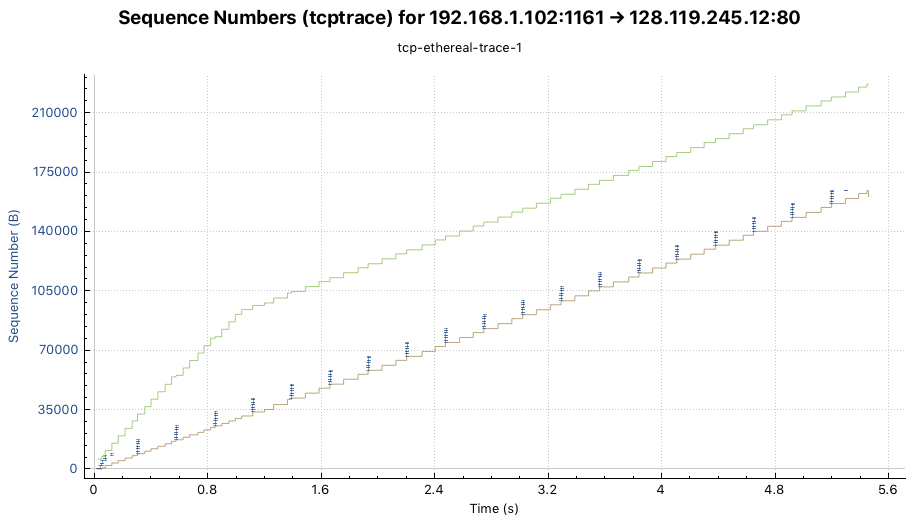 Sequence Numbers (tcptrace) for 192.168.1.102:1161 → 128.119.245.12:80
tcp-ethereal-trace-1
Sequence Number (B)
210000
175000
140000
105000
70000
35000
0
0 0.8 1.6 2.4 3.2 4 4.8 5.6
Time (s)